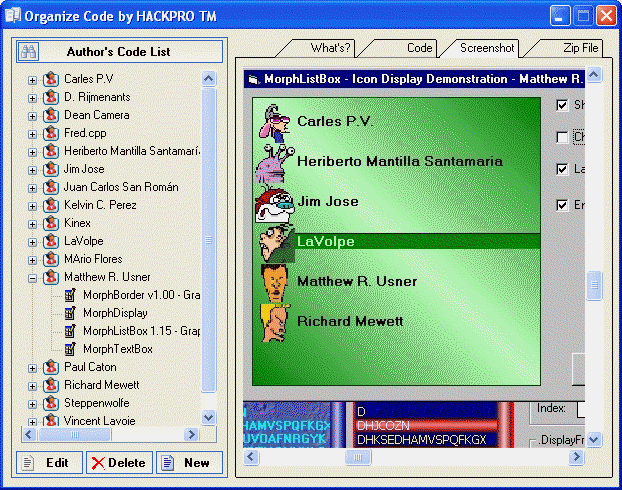 Organize Code by HACKPRO TM
Author's Code List
What's?
Code
Screenshot
Zip File
Carles P.V
D. Rijmenants
Dean Camera
Fred.cpp
Heriberto Mantilla Santamarí
Jim Jose
Juan Carlos San Román
Kelvin C. Perez
Kinex
LaVolpe
MArio Flores
Matthew R. Usner
MorphBorder v1.00 - Gra
MorphDisplay
MorphListBox 1.15 - Grap
MorphTextBox
Paul Caton
Richard Mewett
Steppenwolfe
Vincent Lavoie
Edit
Delete
New
MorphListBox - Icon Display Demonstration - Matthew R.
Carles P.V.
Heriberto Mantilla Santamaria
Jim Jose
LaVolpe
Matthew R. Usner
Richard Mewett
Sh
Ch
La
En
N
HAMVSPQFKGX
UVDAFNRGYK
D
DHJCOZN
DHKSEDHAMVSPQFKGX
Index:
.DisplayFr